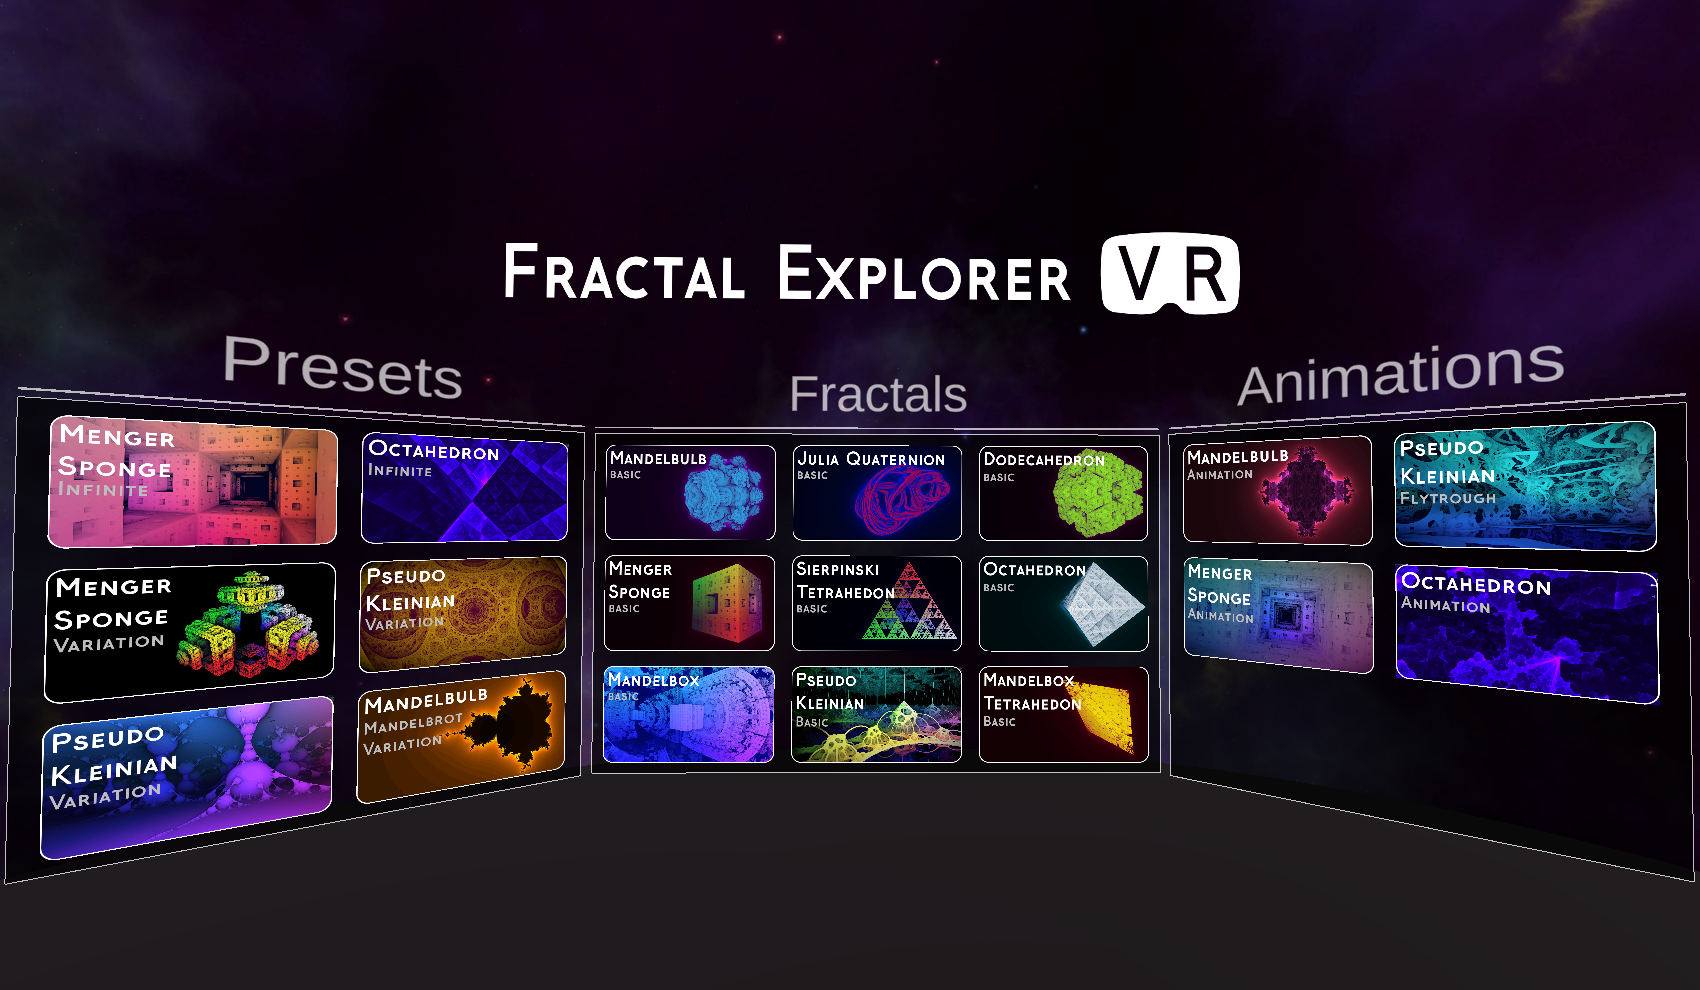 Fractal Explorer VR
Presets
Menger
Sponge
Infinite
Octahedron
Infinite
Menger
Sponge
Variation
Pseudo
Kleinian
Variation
Pseudo
Kleinian
Variation
Mandelbulb
Mandelbrot
Variation
Fractals
Mandelbulb
Basic
Julia Quaternion
Basic
Dodecahedron
Basic
Menger
Sponge
Basic
Sierpinski
Tetrahedon
Basic
Octahedron
Basic
Mandelbox
Basic
Pseudo
Kleinian
Basic
Mandelbox
Tetrahedon
Basic
Animations
Mandelbulb
Animation
Pseudo
Kleinian
Flytrough
Menger
Sponge
Animation
Octahedron
Animation